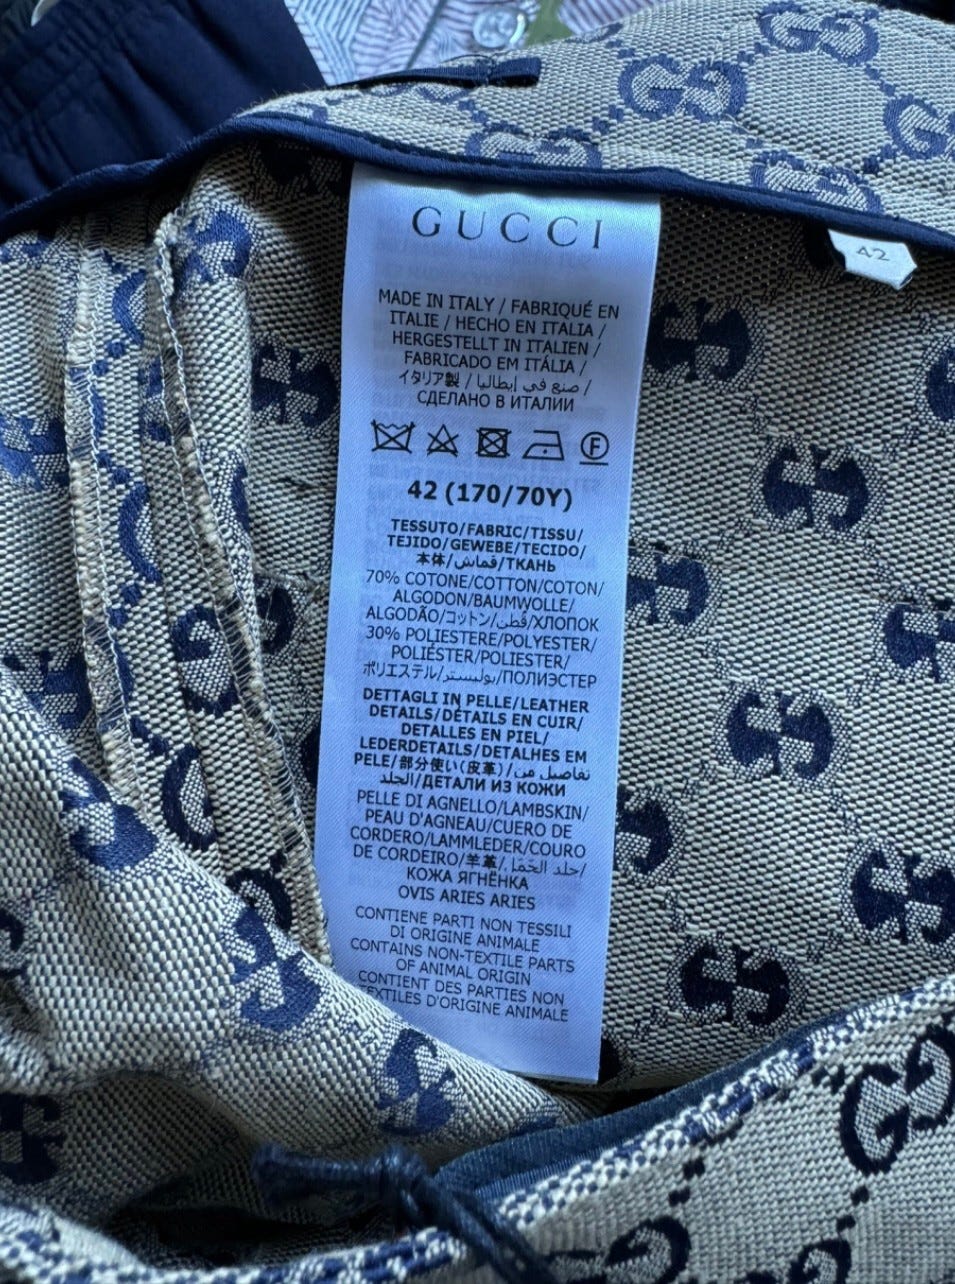 GUCCI
42
MADE IN ITALY / FABRIQUÉ EN
ITALIE / HECHO EN ITALIA /
HERGESTELLT IN ITALIEN /
FABRICADO EM ITÁLIA /
イタリア製 / صنع في إيطاليا /
СДЕЛАНО В ИТАЛИИ
F
42 (170/70Y)
TESSUTO/FABRIC/TISSU/
TEJIDO/GEWEBE/TECIDO/
本体/قماش/ТКАНЬ
70% COTONE/COTTON/COTON/
ALGODON/BAUMWOLLE/
ALGODÃO/コットン/قطن/ХЛОПОК
30% POLIESTERE/POLYESTER/
POLIÉSTER/POLIESTER/
ポリエステル/بوليستر/ПОЛИЭСТЕР
DETTAGLI IN PELLE/LEATHER
DETAILS/DÉTAILS EN CUIR/
DETALLES EN PIEL/
LEDERDETAILS/DETALHES EM
PELE/部分使い(皮革)/تفاصيل من
الجلد/ДЕТАЛИ ИЗ КОЖИ
PELLE DI AGNELLO/LAMBSKIN/
PEAU D'AGNEAU/CUERO DE
CORDERO/LAMMLEDER/COURO
DE CORDEIRO/羊革/جلد الحَمَل/
КОЖА ЯГНЁНКА
OVIS ARIES ARIES
CONTIENE PARTI NON TESSILI
DI ORIGINE ANIMALE
CONTAINS NON-TEXTILE PARTS
OF ANIMAL ORIGIN
CONTIENT DES PARTIES NON
TEXTILES D'ORIGINE ANIMALE